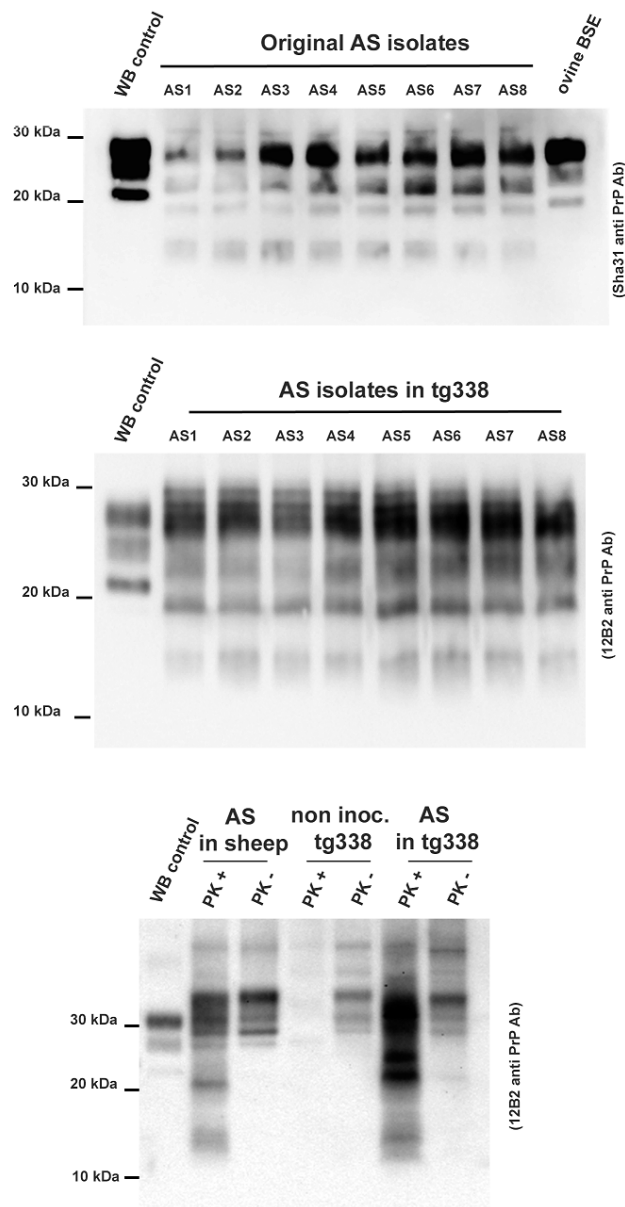 Original AS isolates
WB control
AS1 AS2 AS3 AS4 AS5 AS6 AS7 AS8
ovine BSE
30 kDa
20 kDa
10 kDa
(Sha31 anti PrP Ab)
AS isolates in tg338
WB control
AS1 AS2 AS3 AS4 AS5 AS6 AS7 AS8
30 kDa
20 kDa
10 kDa
(12B2 anti PrP Ab)
AS non inoc. AS
in sheep tg338 in tg338
WB control PK + PK - PK + PK - PK + PK -
30 kDa
20 kDa
10 kDa
(12B2 anti PrP Ab)